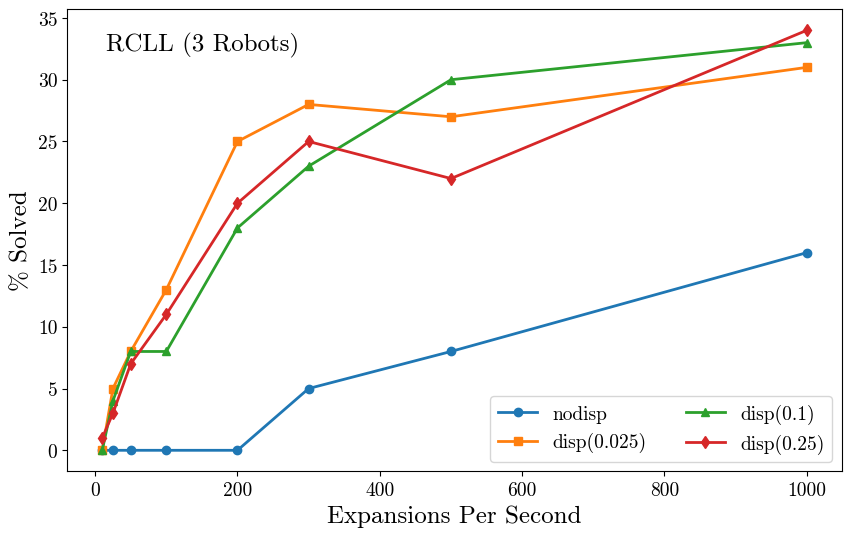 RCLL (3 Robots)
% Solved
35
30
25
20
15
10
5
0
0 200 400 600 800 1000
Expansions Per Second
nodisp
disp(0.025)
disp(0.1)
disp(0.25)